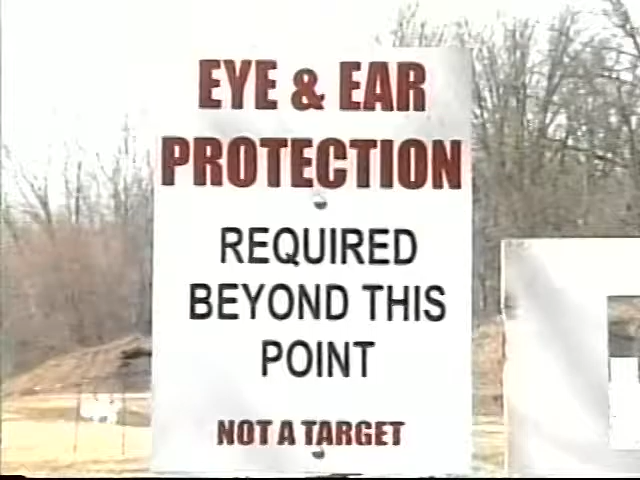 EYE & EAR
PROTECTION
REQUIRED
BEYOND THIS
POINT
NOT A TARGET